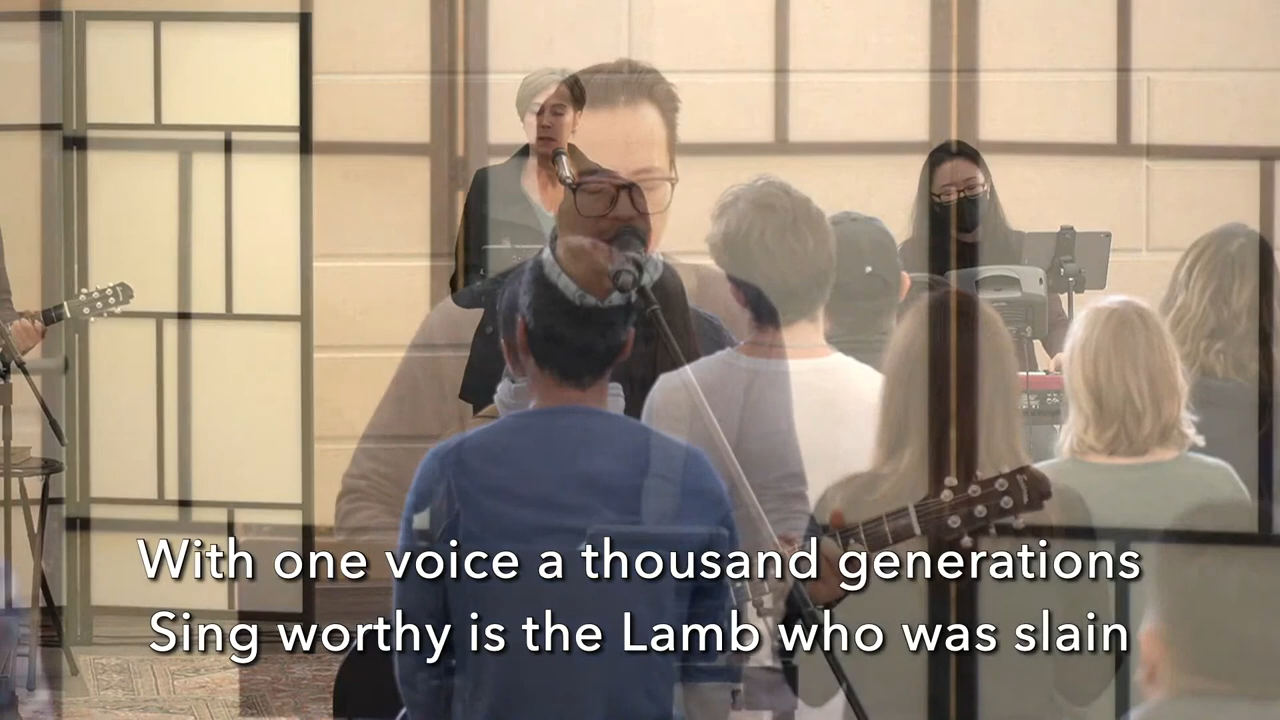 With one voice a thousand generations
Sing worthy is the Lamb who was slain